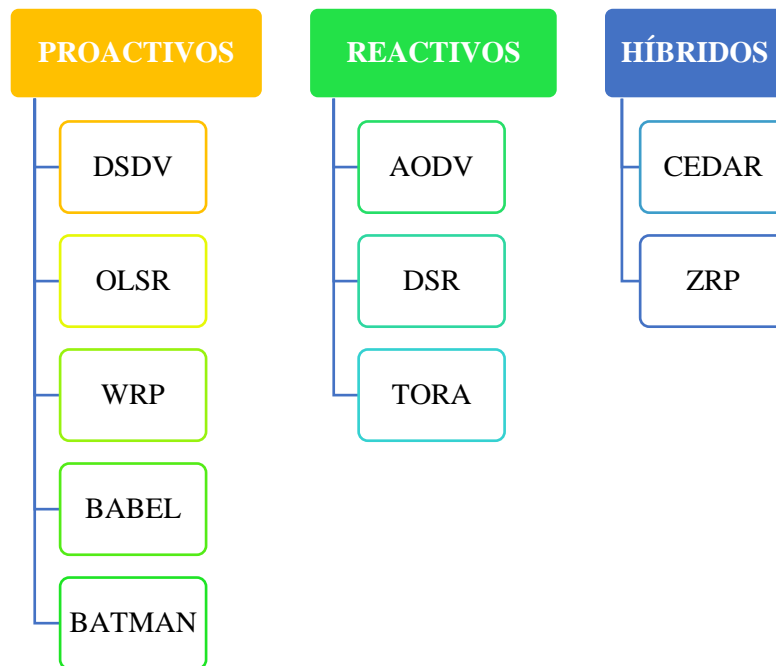 PROACTIVOS
DSDV
OLSR
WRP
BABEL
BATMAN
REACTIVOS
AODV
DSR
TORA
HÍBRIDOS
CEDAR
ZRP